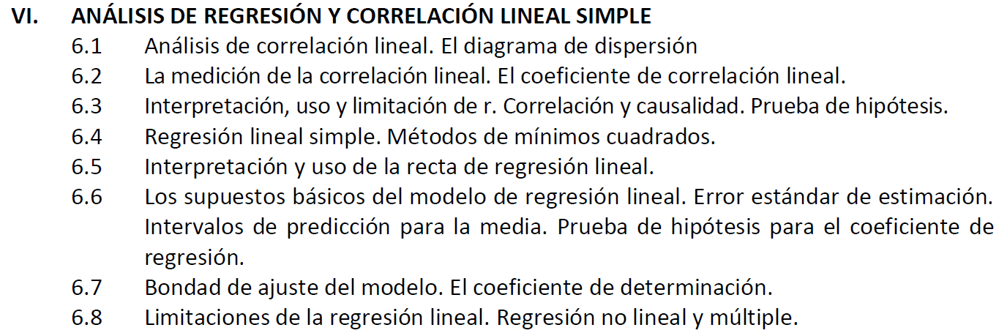 VI. ANÁLISIS DE REGRESIÓN Y CORRELACIÓN LINEAL SIMPLE
6.1 Análisis de correlación lineal. El diagrama de dispersión
6.2 La medición de la correlación lineal. El coeficiente de correlación lineal.
6.3 Interpretación, uso y limitación de r. Correlación y causalidad. Prueba de hipótesis.
6.4 Regresión lineal simple. Métodos de mínimos cuadrados.
6.5 Interpretación y uso de la recta de regresión lineal.
6.6 Los supuestos básicos del modelo de regresión lineal. Error estándar de estimación.
Intervalos de predicción para la media. Prueba de hipótesis para el coeficiente de
regresión.
6.7 Bondad de ajuste del modelo. El coeficiente de determinación.
6.8 Limitaciones de la regresión lineal. Regresión no lineal y múltiple.